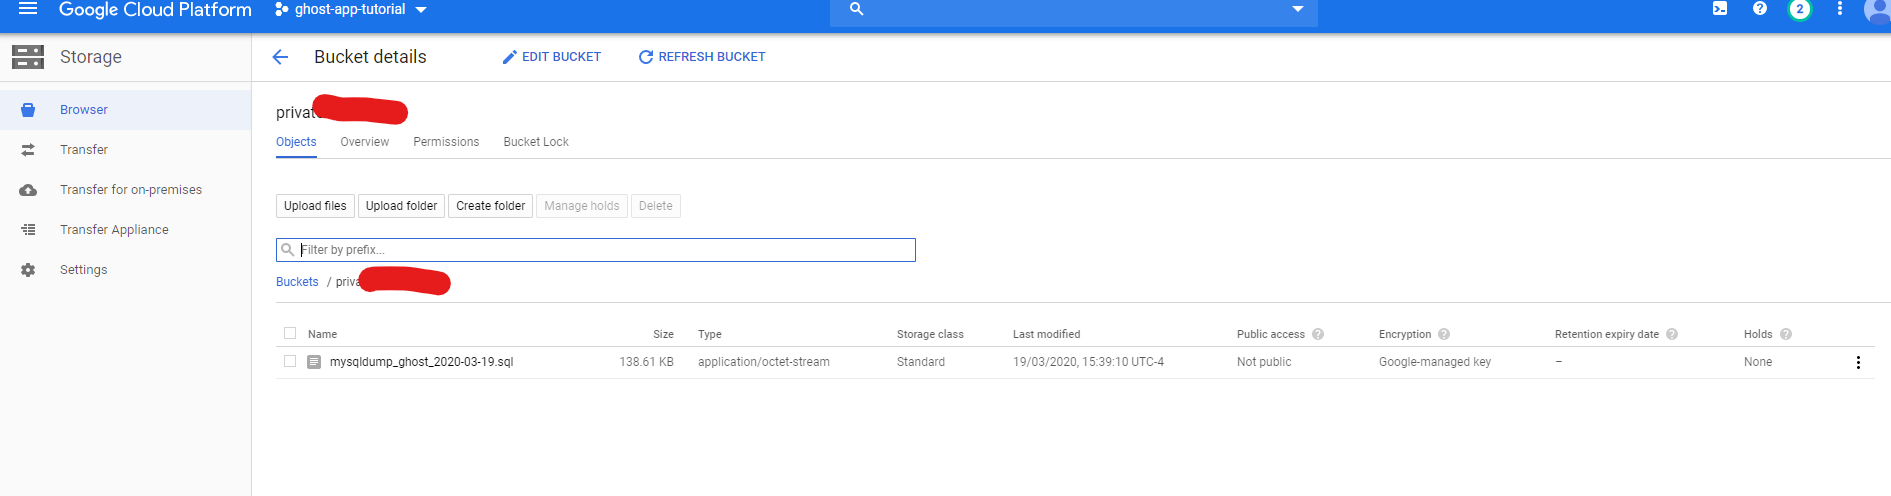 Google Cloud Platform ghost-app-tutorial 2
Storage Bucket details EDIT BUCKET REFRESH BUCKET
Browser
Transfer
Transfer for on-premises
Transfer Appliance
Settings
Objects Overview Permissions Bucket Lock
Upload files Upload folder Create folder Manage holds Delete
Filter by prefix...
Buckets /
Name Size Type Storage class Last modified Public access ? Encryption ? Retention expiry date ? Holds ?
mysqldump_ghost_2020-03-19.sql 138.61 KB application/octet-stream Standard 19/03/2020, 15:39:10 UTC-4 Not public Google-managed key – None